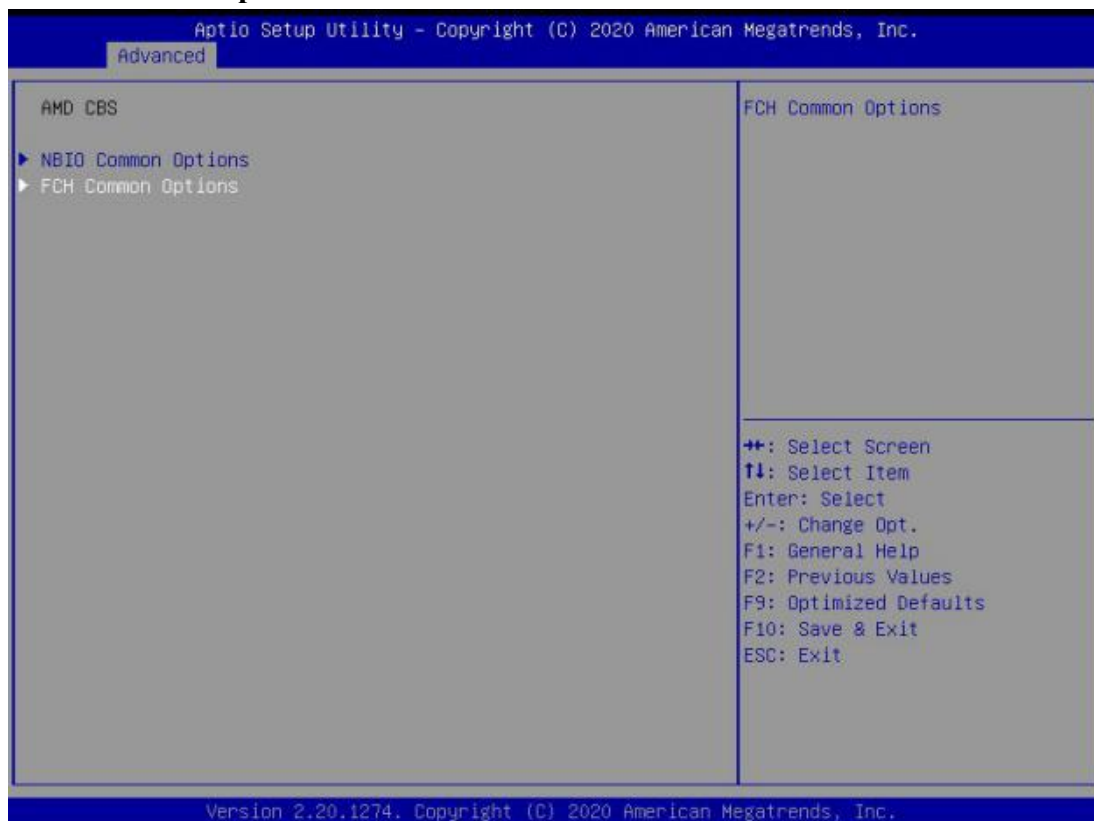 Aptio Setup Utility – Copyright (C) 2020 American Megatrends, Inc.
Advanced
AMD CBS
NBIO Common Options
FCH Common Options
FCH Common Options
→←: Select Screen
↑↓: Select Item
Enter: Select
+/-: Change Opt.
F1: General Help
F2: Previous Values
F9: Optimized Defaults
F10: Save & Exit
ESC: Exit
Version 2.20.1274. Copyright (C) 2020 American Megatrends, Inc.